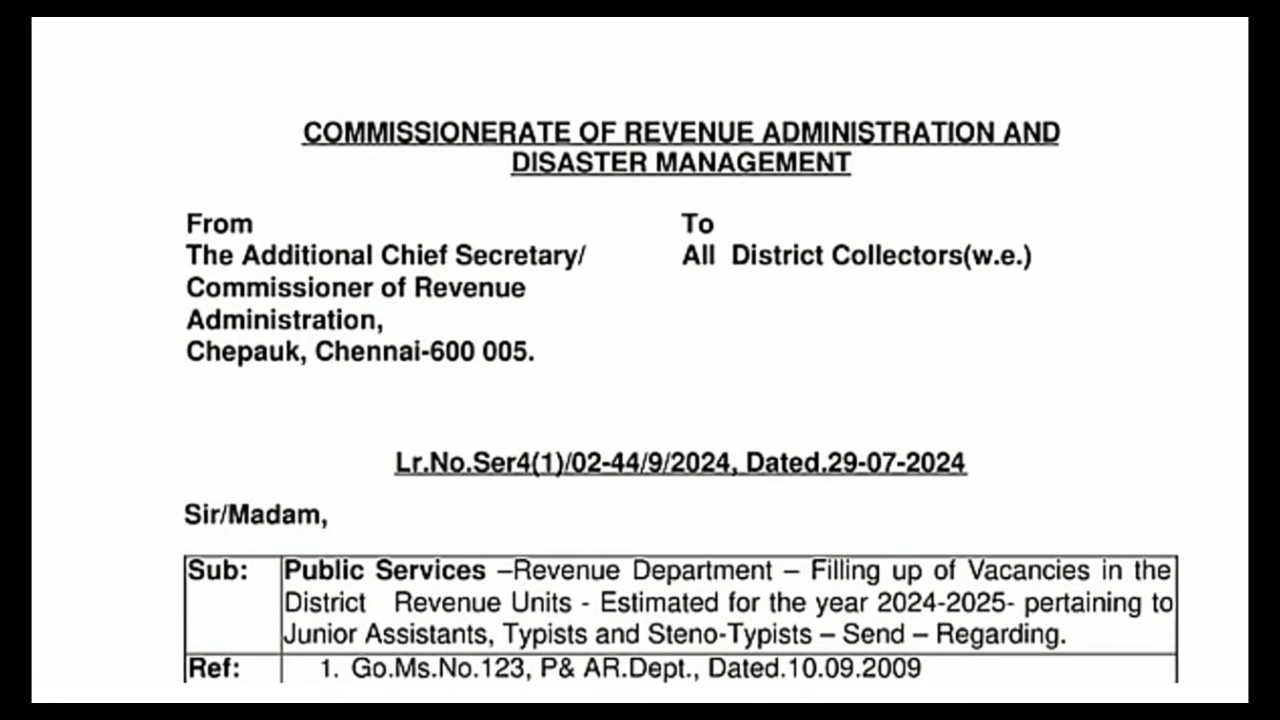 COMMISSIONERATE OF REVENUE ADMINISTRATION AND
DISASTER MANAGEMENT
From
The Additional Chief Secretary/
Commissioner of Revenue
Administration,
Chepauk, Chennai-600 005.
To
All District Collectors(w.e.)
Lr.No.Ser4(1)/02-44/9/2024, Dated.29-07-2024
Sir/Madam,
Sub: Public Services –Revenue Department – Filling up of Vacancies in the
District Revenue Units - Estimated for the year 2024-2025- pertaining to
Junior Assistants, Typists and Steno-Typists – Send – Regarding.
Ref: 1. Go.Ms.No.123, P& AR.Dept., Dated.10.09.2009